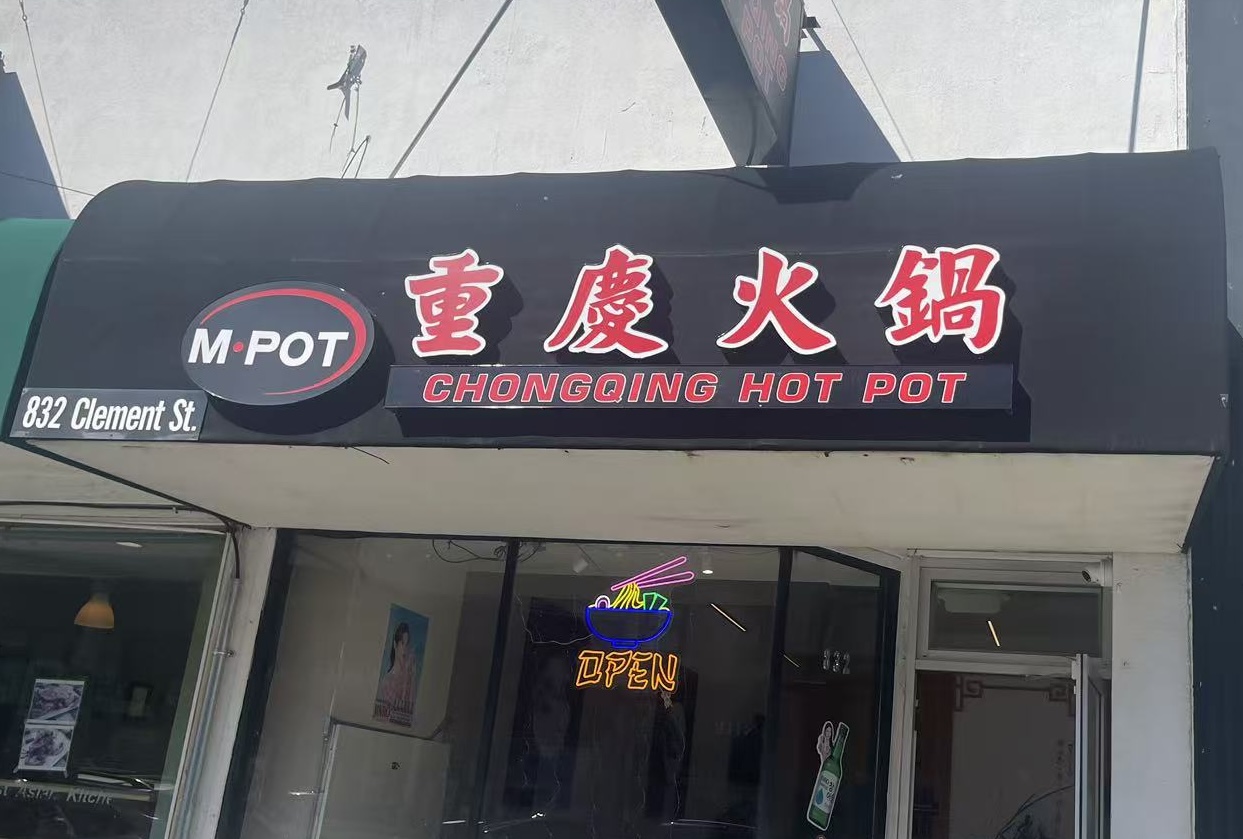 重慶火鍋
M·POT
CHONGQING HOT POT
832 Clement St.
OPEN
832